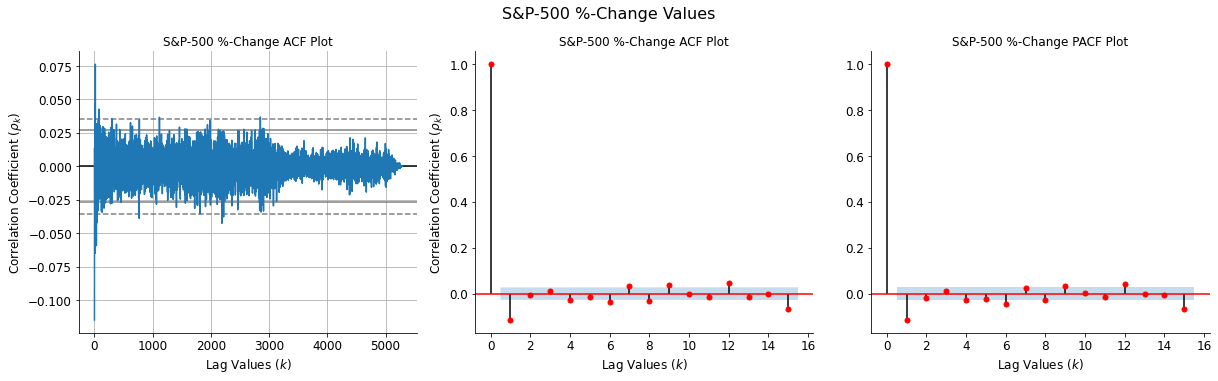 S&P-500 %-Change Values
S&P-500 %-Change ACF Plot
0.075
0.050
0.025
0.000
−0.025
−0.050
−0.075
−0.100
Correlation Coefficient (ρk)
0 1000 2000 3000 4000 5000
Lag Values (k)
S&P-500 %-Change ACF Plot
1.0
0.8
0.6
0.4
0.2
0.0
Correlation Coefficient (ρk)
0 2 4 6 8 10 12 14 16
Lag Values (k)
S&P-500 %-Change PACF Plot
1.0
0.8
0.6
0.4
0.2
0.0
0 2 4 6 8 10 12 14 16
Lag Values (k)